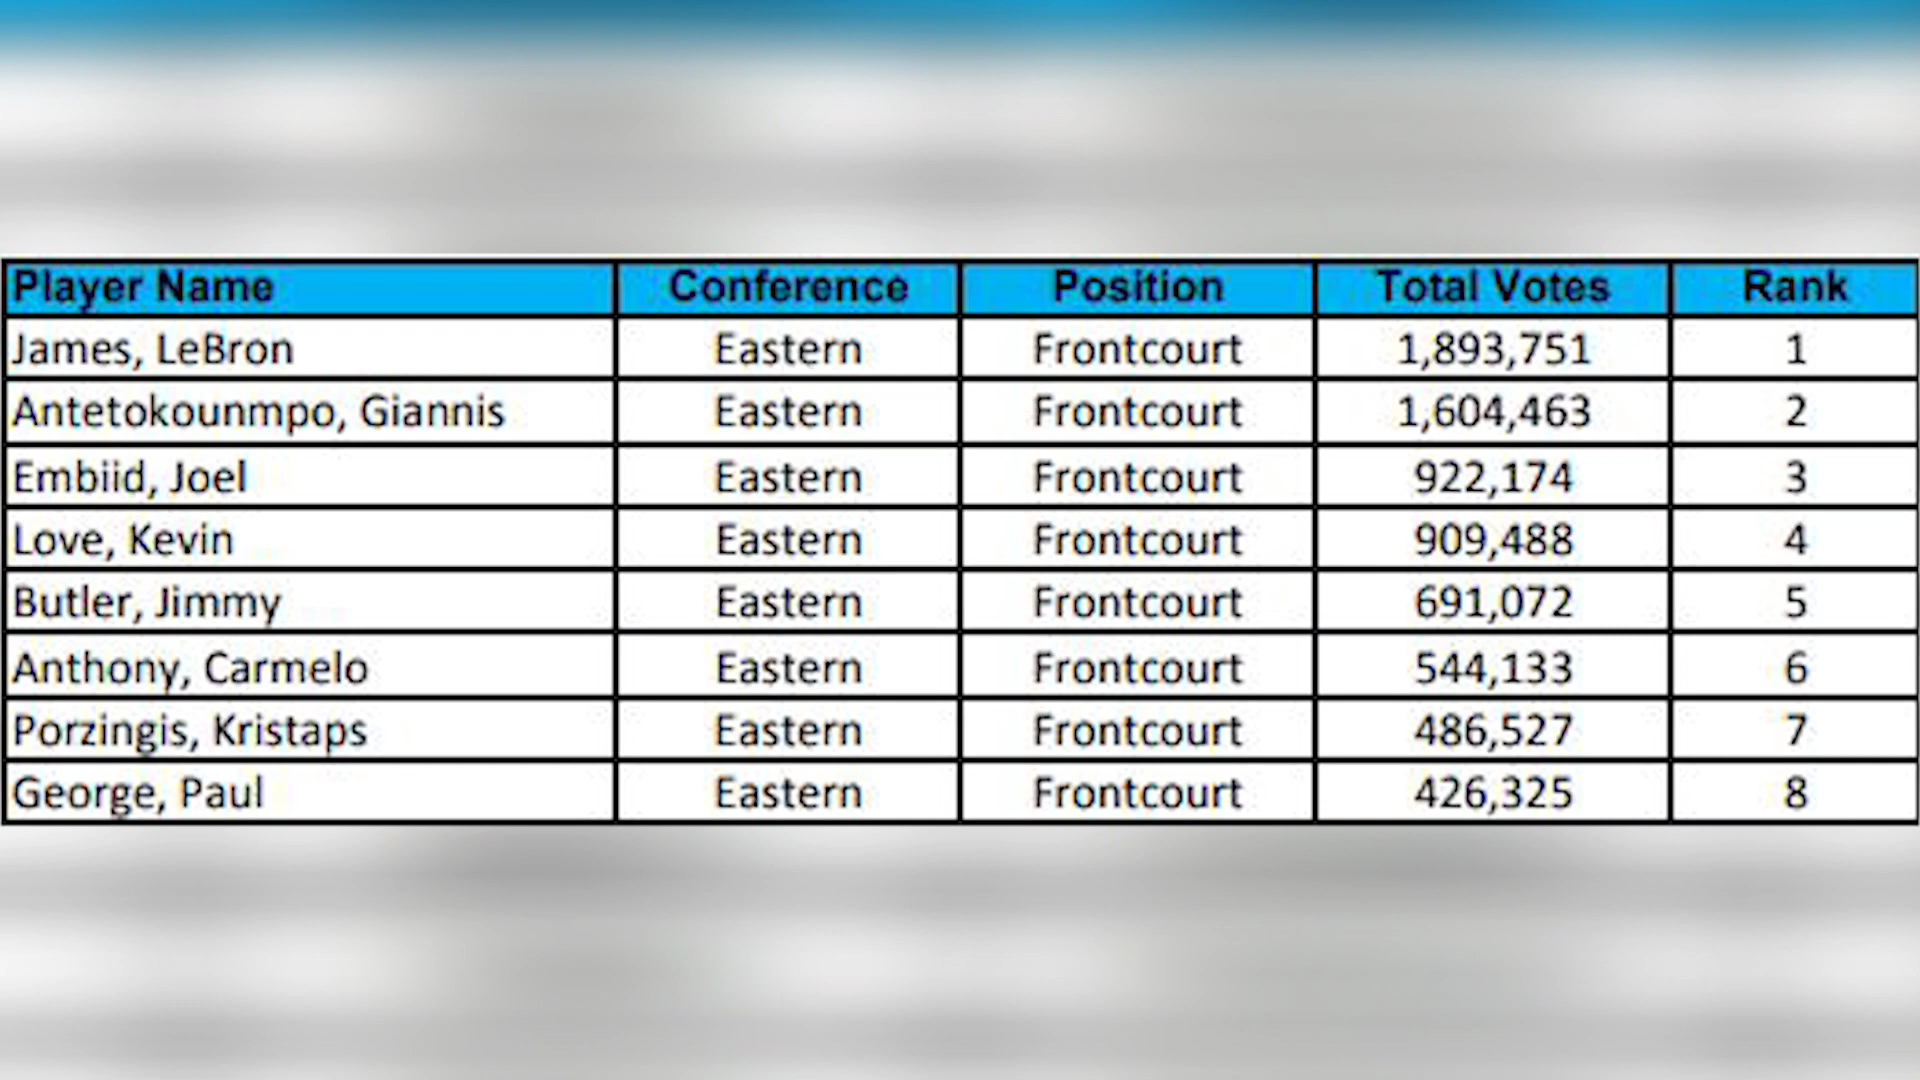 Player Name Conference Position Total Votes Rank
James, LeBron Eastern Frontcourt 1,893,751 1
Antetokounmpo, Giannis Eastern Frontcourt 1,604,463 2
Embiid, Joel Eastern Frontcourt 922,174 3
Love, Kevin Eastern Frontcourt 909,488 4
Butler, Jimmy Eastern Frontcourt 691,072 5
Anthony, Carmelo Eastern Frontcourt 544,133 6
Porzingis, Kristaps Eastern Frontcourt 486,527 7
George, Paul Eastern Frontcourt 426,325 8